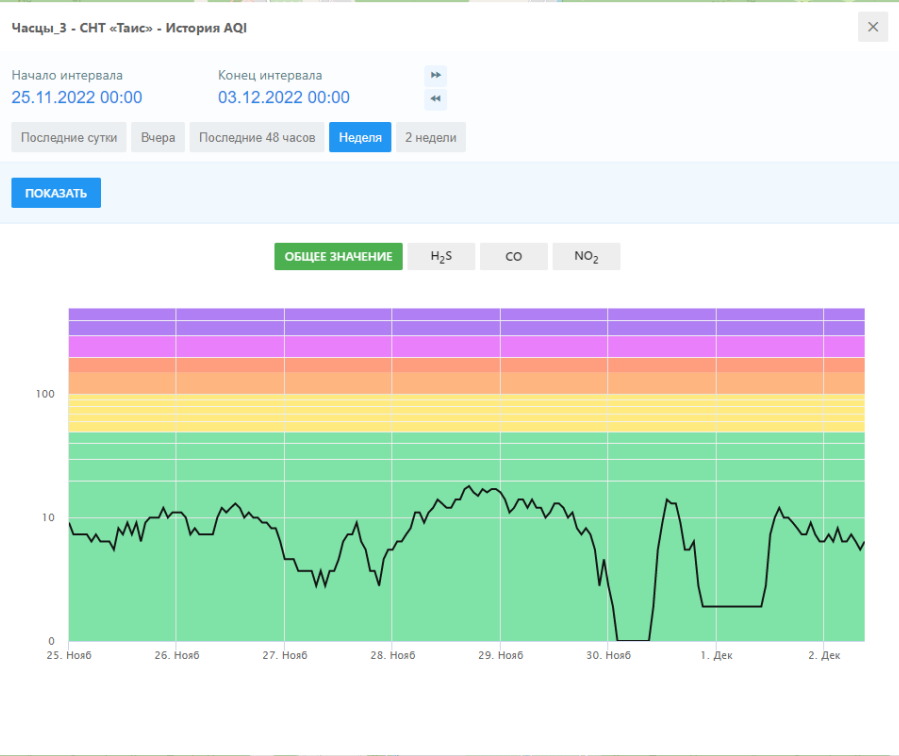 Часцы_3 - СНТ «Таис» - История AQI
Начало интервала
25.11.2022 00:00
Конец интервала
03.12.2022 00:00
Последние сутки
Вчера
Последние 48 часов
Неделя
2 недели
ПОКАЗАТЬ
ОБЩЕЕ ЗНАЧЕНИЕ
H₂S
CO
NO₂
100
10
0
25. Нояб
26. Нояб
27. Нояб
28. Нояб
29. Нояб
30. Нояб
1. Дек
2. Дек